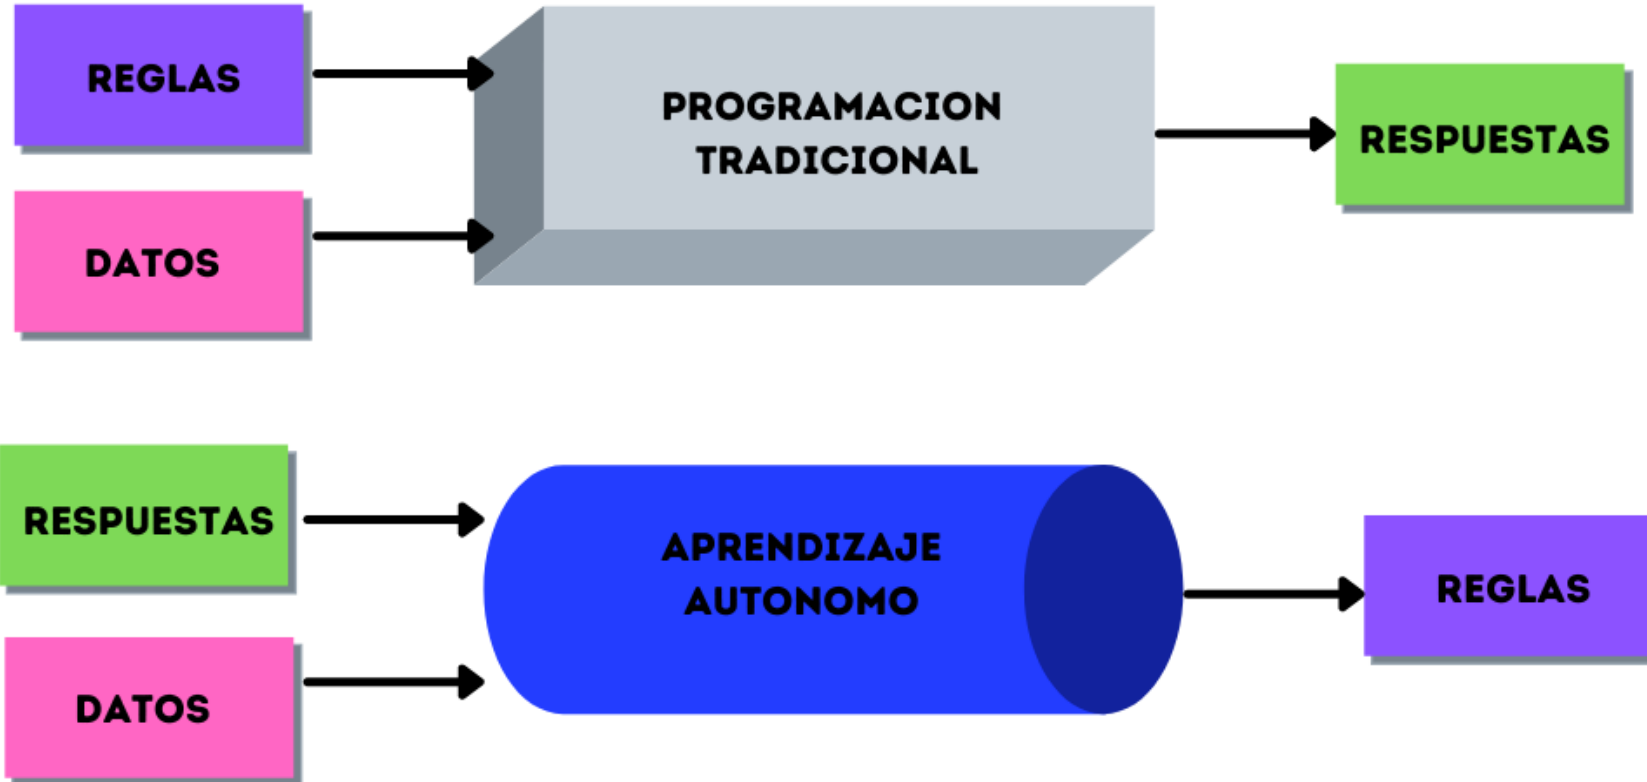 REGLAS
PROGRAMACION
TRADICIONAL
RESPUESTAS
DATOS
RESPUESTAS
APRENDIZAJE
AUTONOMO
REGLAS
DATOS